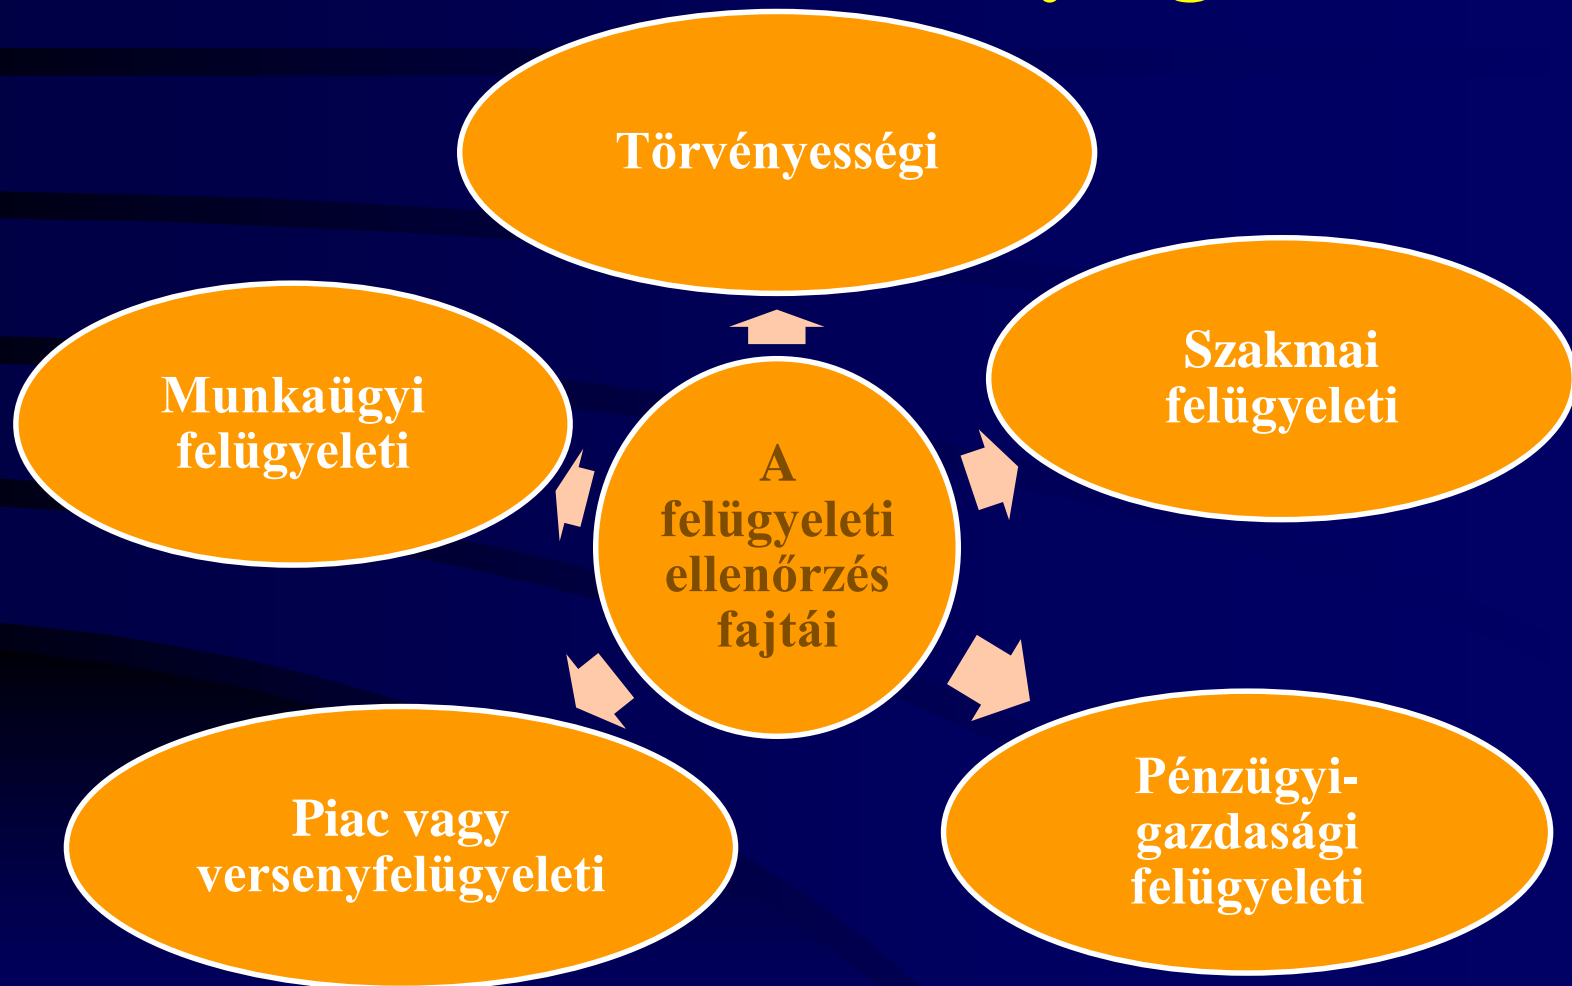 Törvényességi
Szakmai
felügyeleti
Munkaügyi
felügyeleti
A
felügyeleti
ellenőrzés
fajtái
Pénzügyi-
gazdasági
felügyeleti
Piac vagy
versenyfelügyeleti